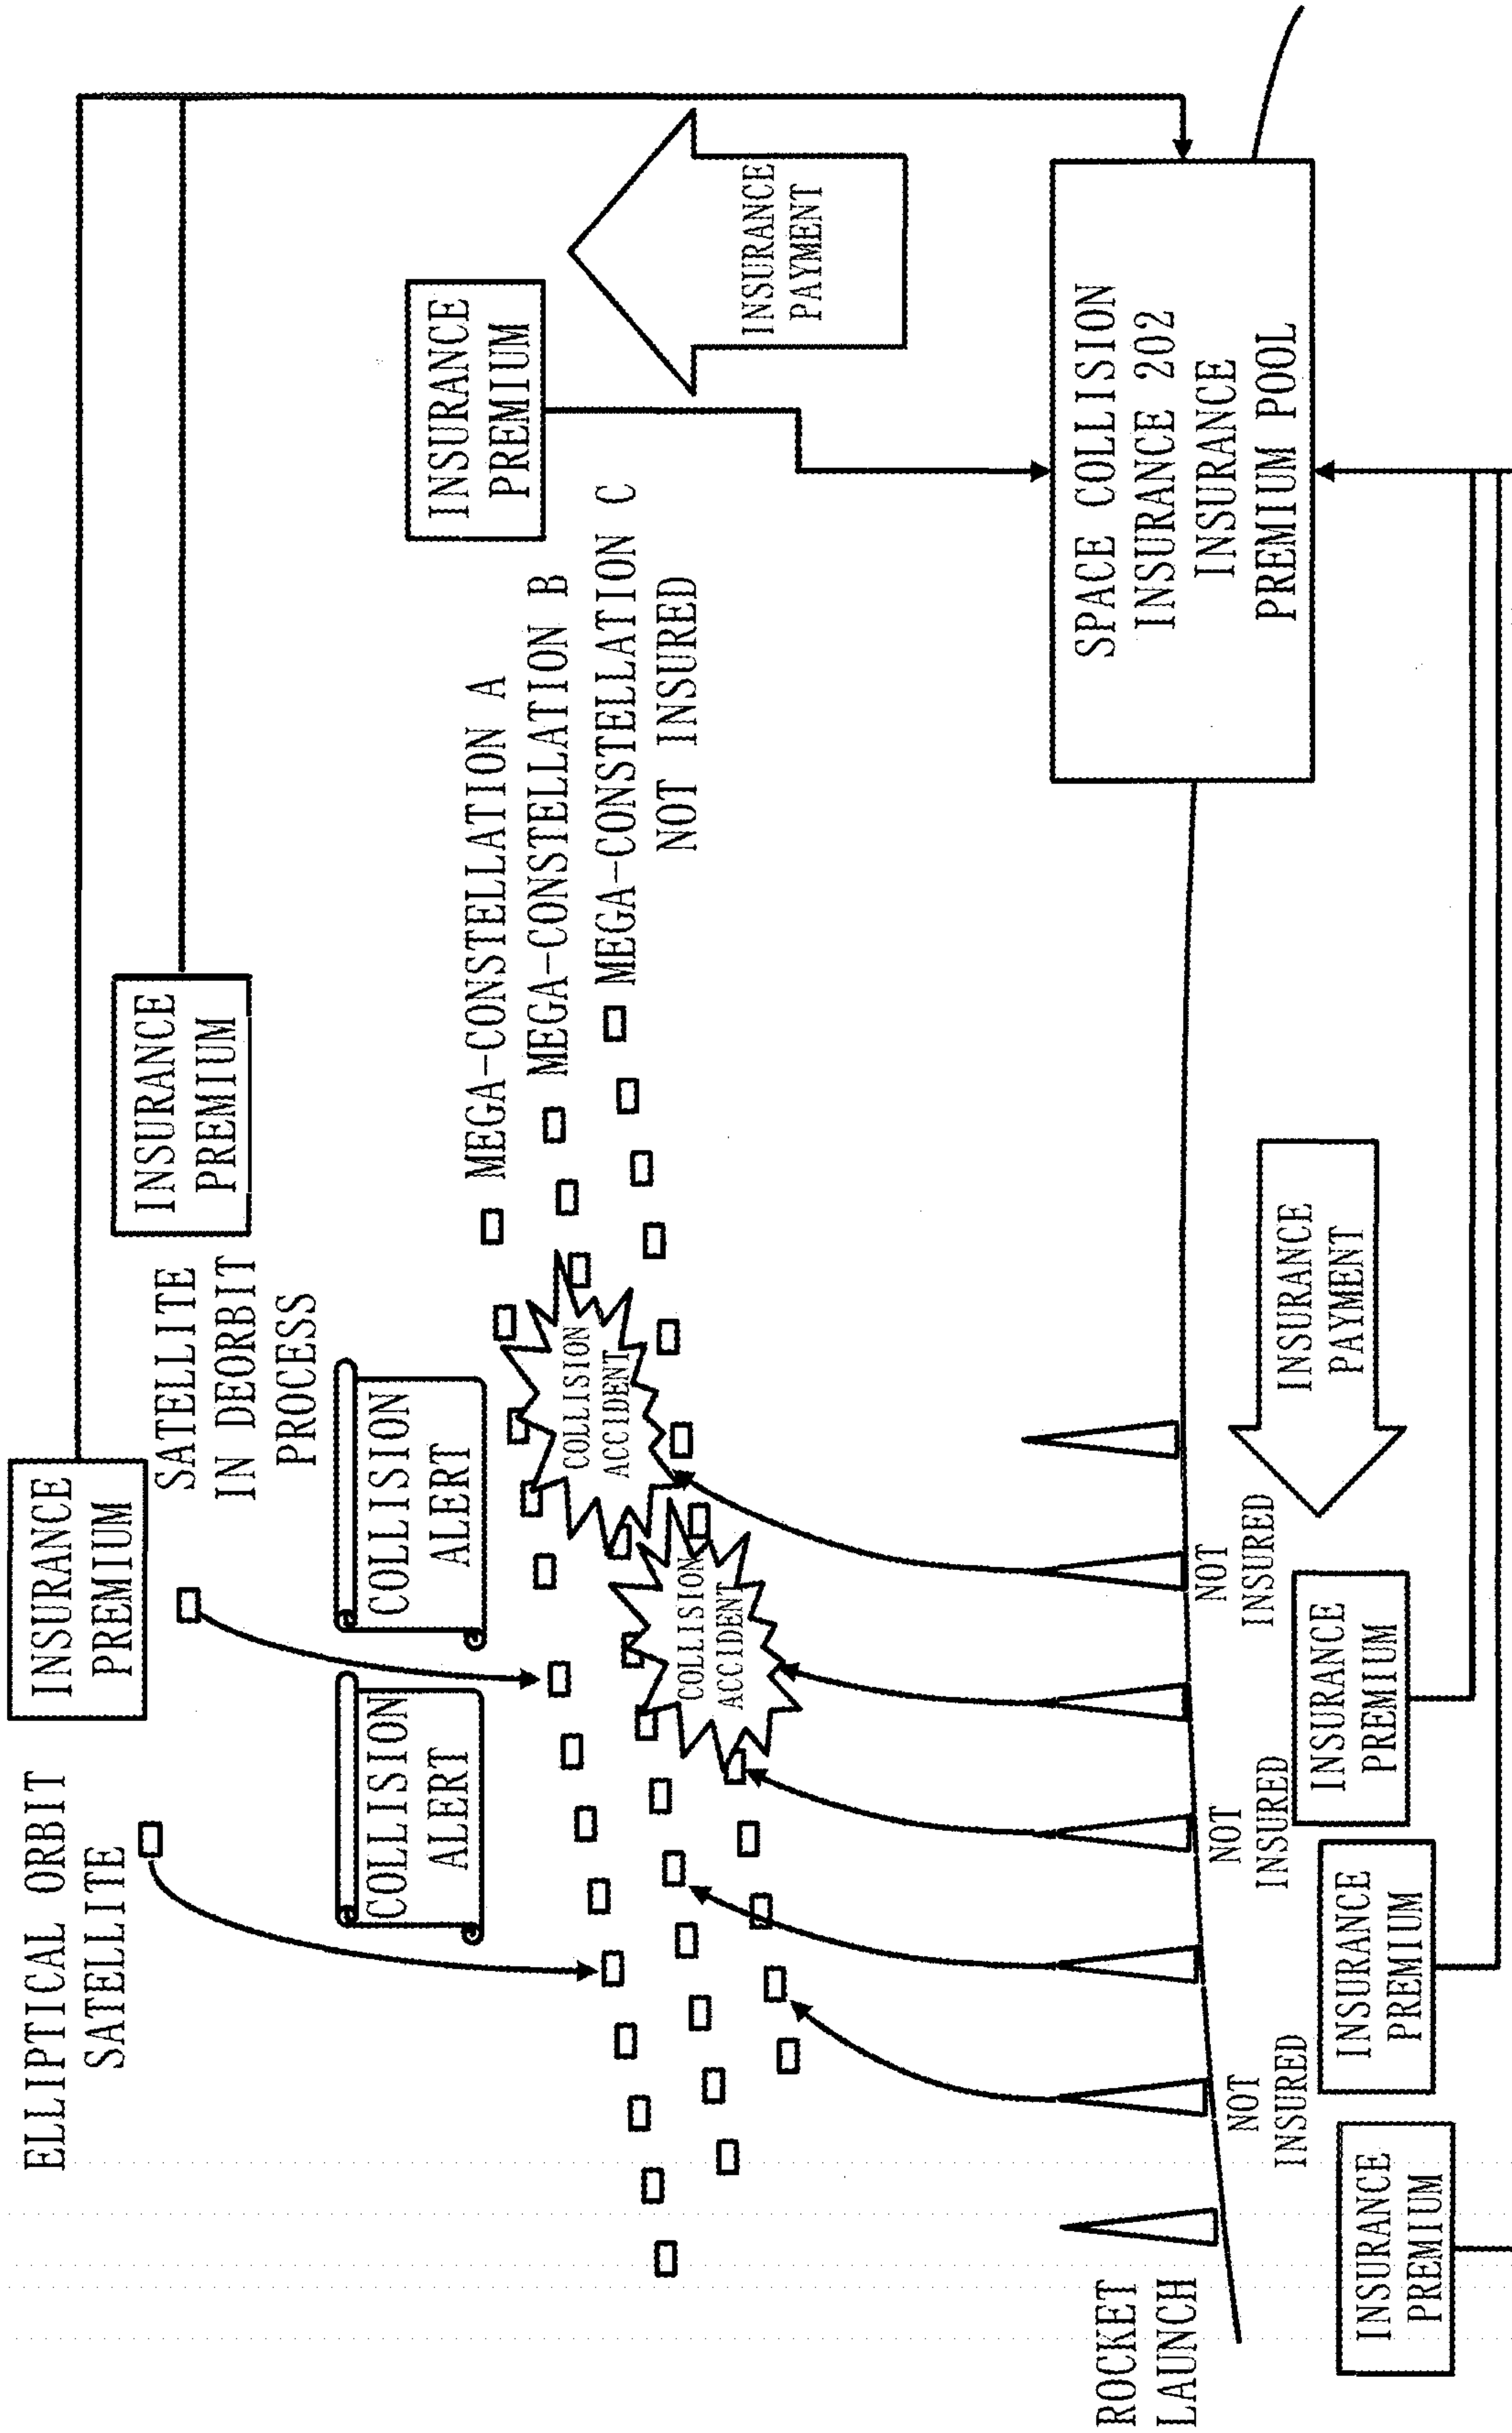 ELLIPTICAL ORBIT
SATELLITE
INSURANCE
PREMIUM
SATELLITE
IN DEORBIT
PROCESS
INSURANCE
PREMIUM
COLLISION
ALERT
COLLISION
ALERT
INSURANCE
PREMIUM
INSURANCE
PAYMENT
MEGA-CONSTELLATION A
MEGA-CONSTELLATION B
MEGA-CONSTELLATION C
NOT INSURED
COLLISION
ACCIDENT
COLLISION
ACCIDENT
SPACE COLLISION
INSURANCE 202
INSURANCE
PREMIUM POOL
ROCKET
LAUNCH
NOT
INSURED
NOT
INSURED
NOT
INSURED
INSURANCE
PAYMENT
INSURANCE
PREMIUM
INSURANCE
PREMIUM
INSURANCE
PREMIUM